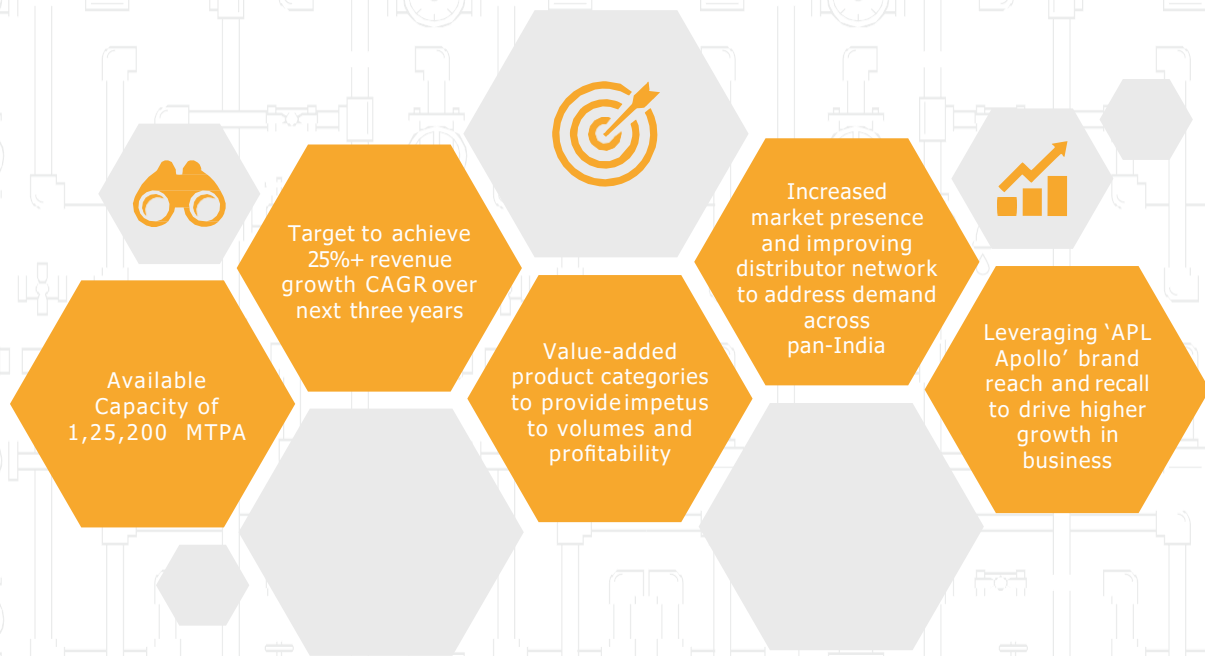 Available
Capacity of
1,25,200 MTPA
Target to achieve
25%+ revenue
growth CAGR over
next three years
Value-added
product categories
to provide impetus
to volumes and
profitability
Increased
market presence
and improving
distributor network
to address demand
across
pan-India
Leveraging ‘APL
Apollo’ brand
reach and recall
to drive higher
growth in
business